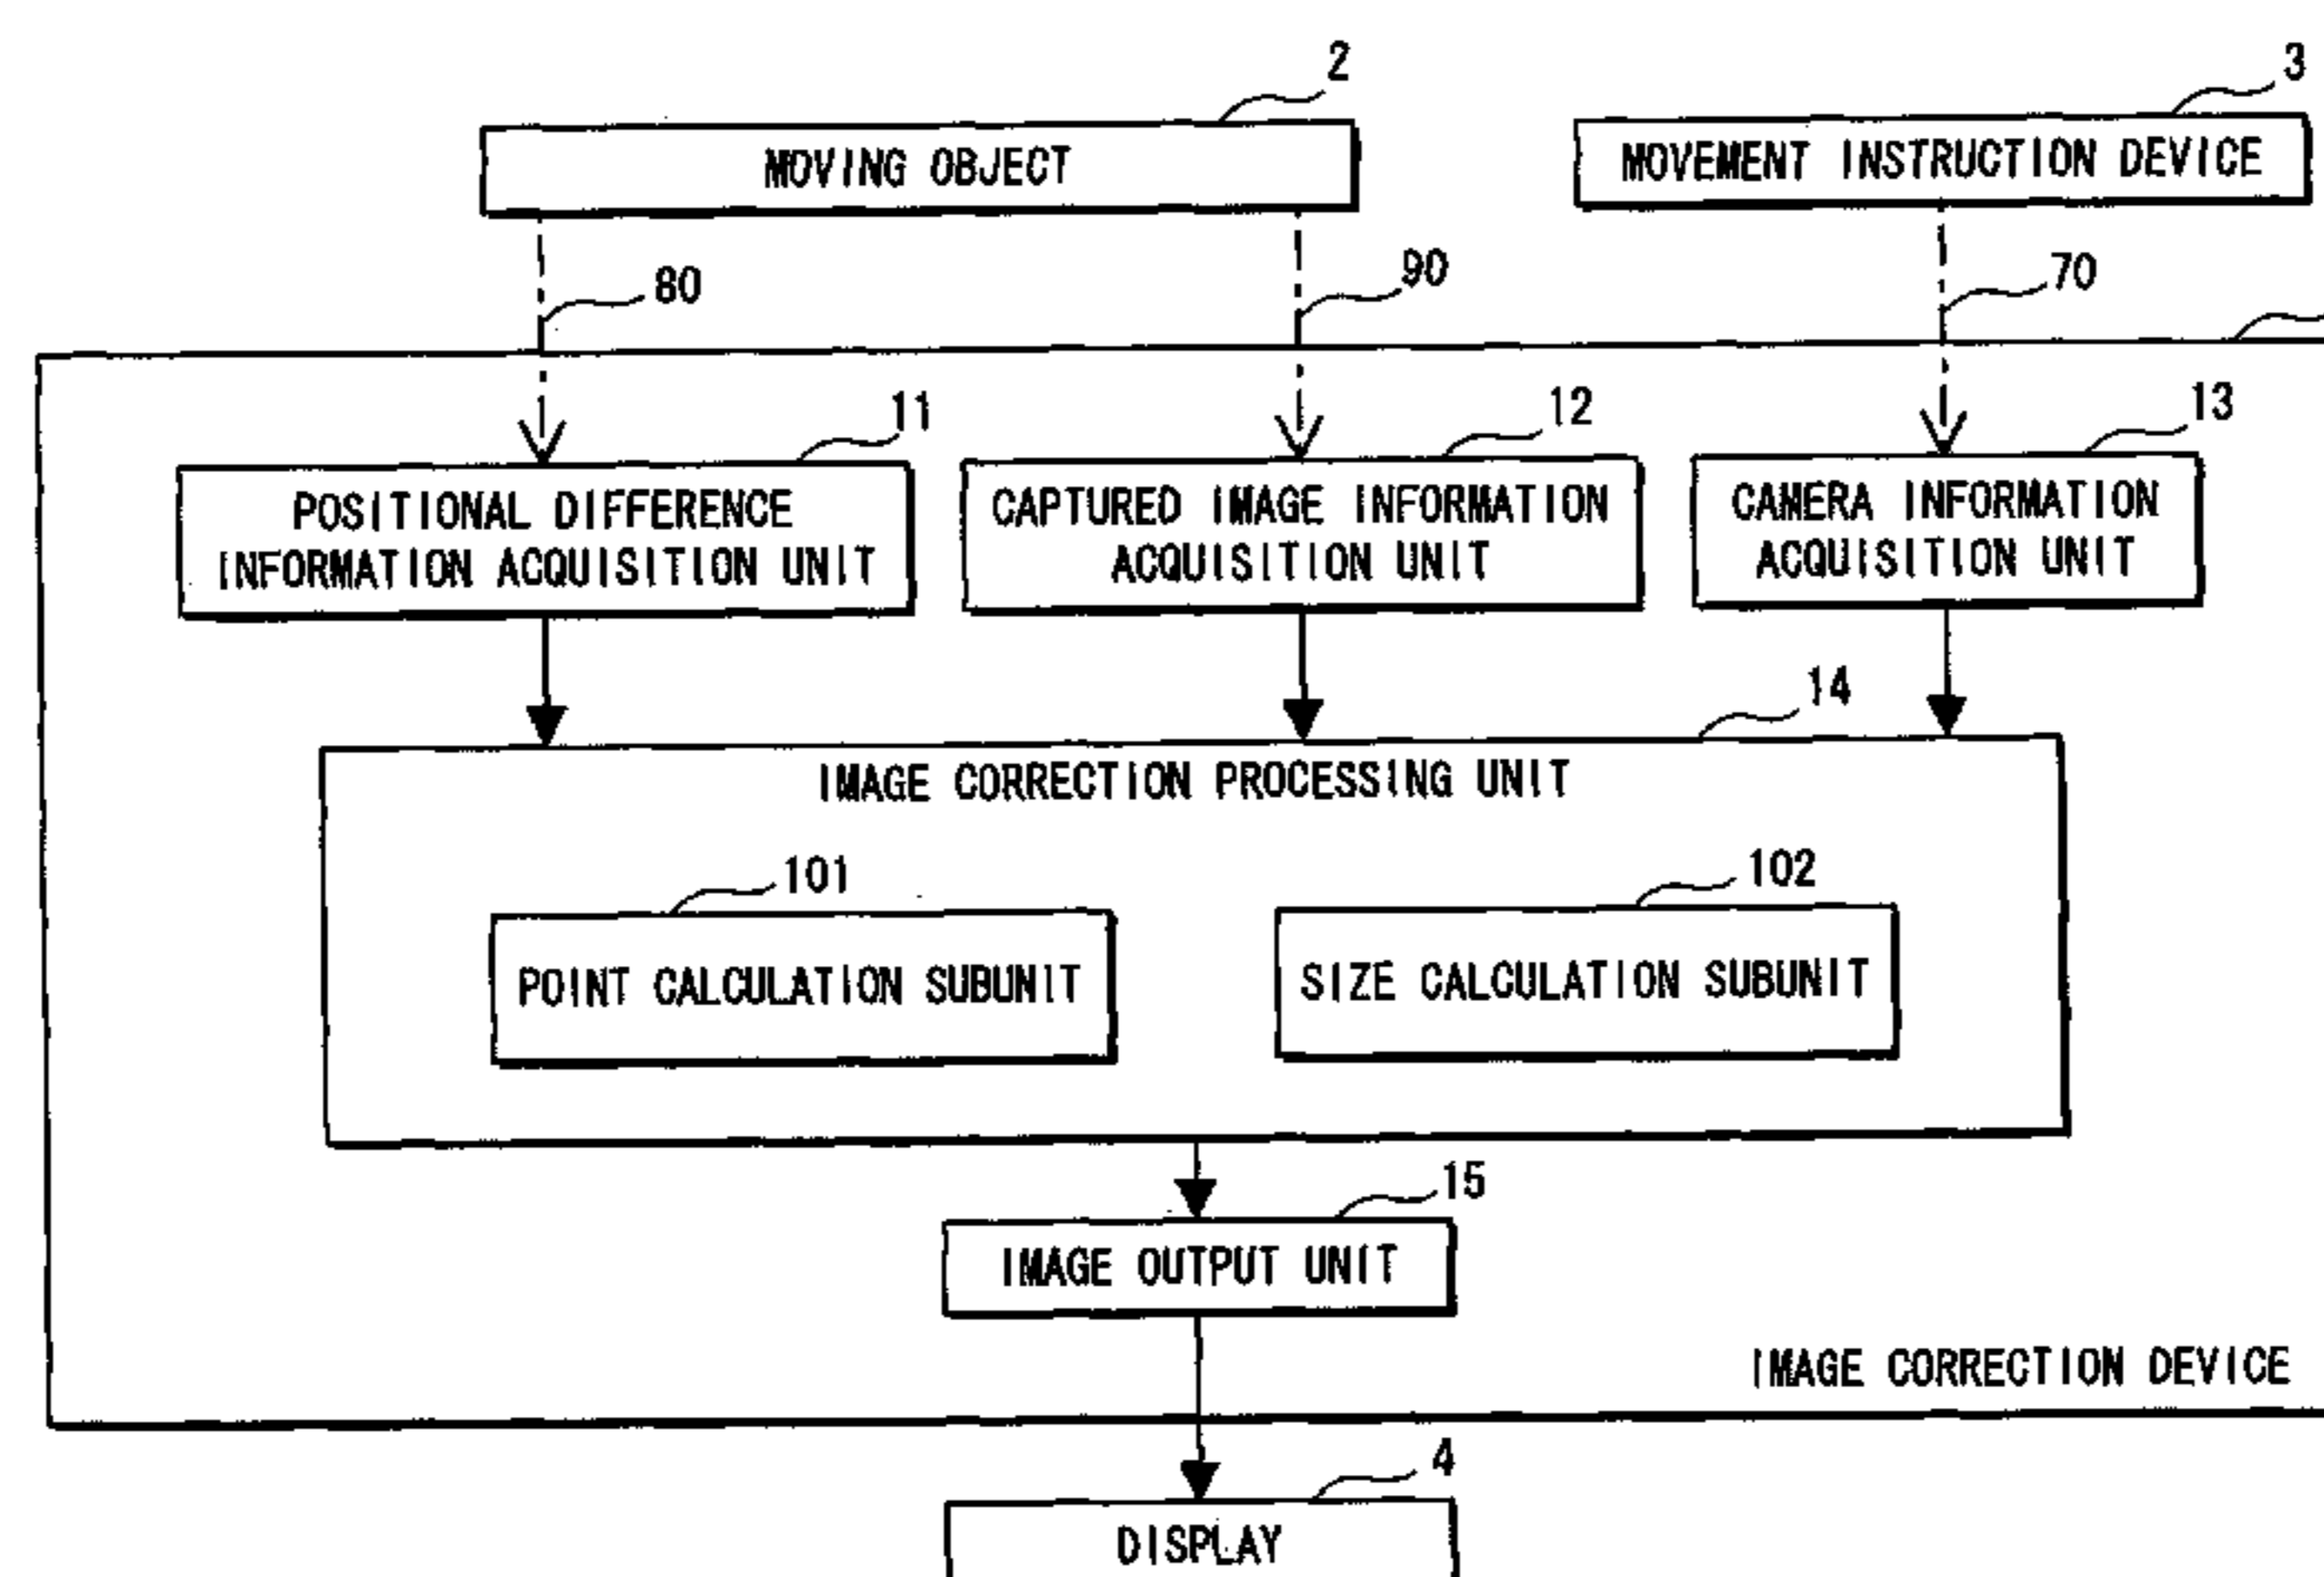 2
3
MOVING OBJECT
MOVEMENT INSTRUCTION DEVICE
80
90
70
11
12
13
POSITIONAL DIFFERENCE
INFORMATION ACQUISITION UNIT
CAPTURED IMAGE INFORMATION
ACQUISITION UNIT
CAMERA INFORMATION
ACQUISITION UNIT
14
IMAGE CORRECTION PROCESSING UNIT
101
102
POINT CALCULATION SUBUNIT
SIZE CALCULATION SUBUNIT
15
IMAGE OUTPUT UNIT
IMAGE CORRECTION DEVICE
4
DISPLAY